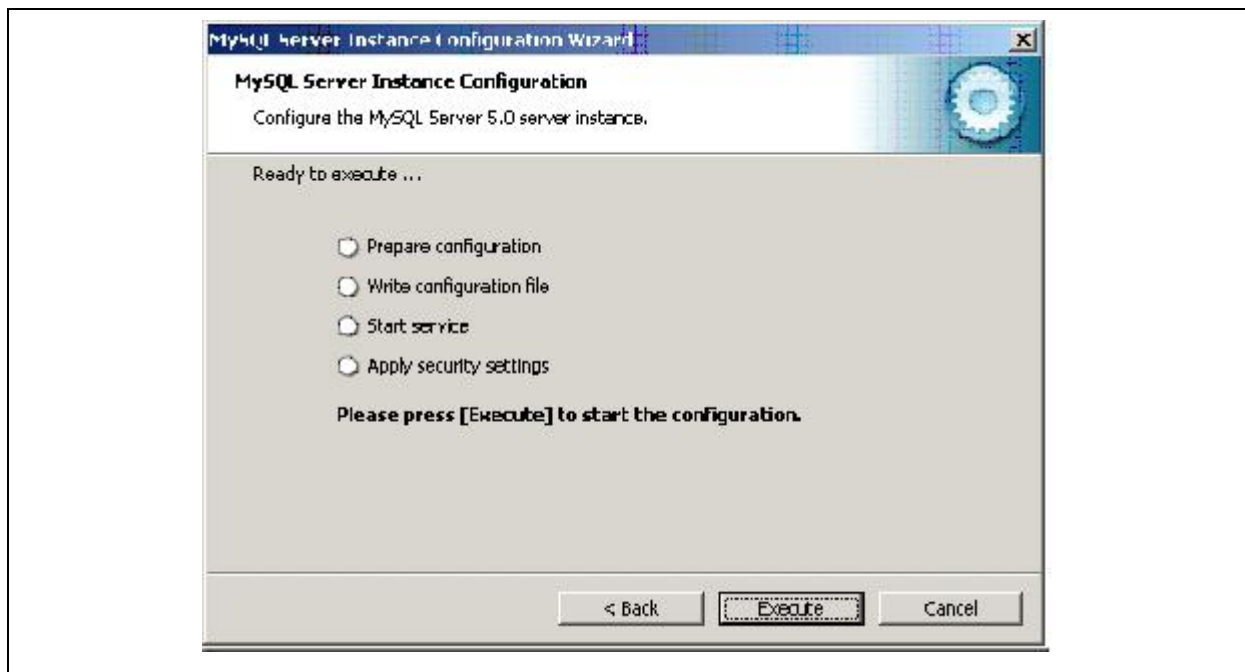 MySQL Server Instance Configuration Wizard
MySQL Server Instance Configuration
Configure the MySQL Server 5.0 server instance.
Ready to execute ...
Prepare configuration
Write configuration file
Start service
Apply security settings
Please press [Execute] to start the configuration.
< Back
Execute
Cancel